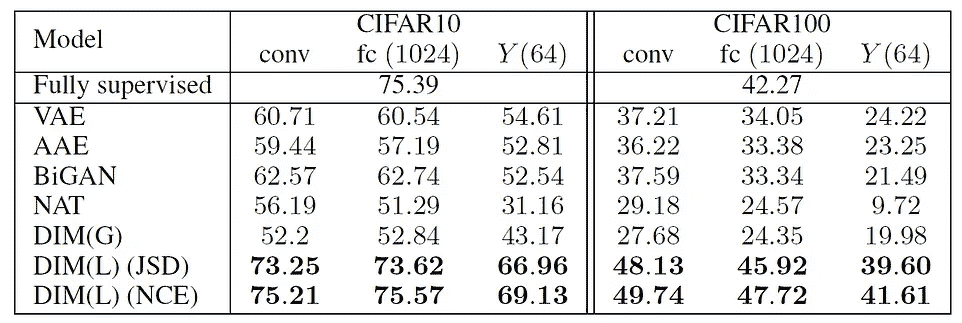 Model CIFAR10 CIFAR100
conv fc (1024) Y(64) conv fc (1024) Y(64)
Fully supervised 75.39 42.27
VAE 60.71 60.54 54.61 37.21 34.05 24.22
AAE 59.44 57.19 52.81 36.22 33.38 23.25
BiGAN 62.57 62.74 52.54 37.59 33.34 21.49
NAT 56.19 51.29 31.16 29.18 24.57 9.72
DIM(G) 52.2 52.84 43.17 27.68 24.35 19.98
DIM(L) (JSD) 73.25 73.62 66.96 48.13 45.92 39.60
DIM(L) (NCE) 75.21 75.57 69.13 49.74 47.72 41.61